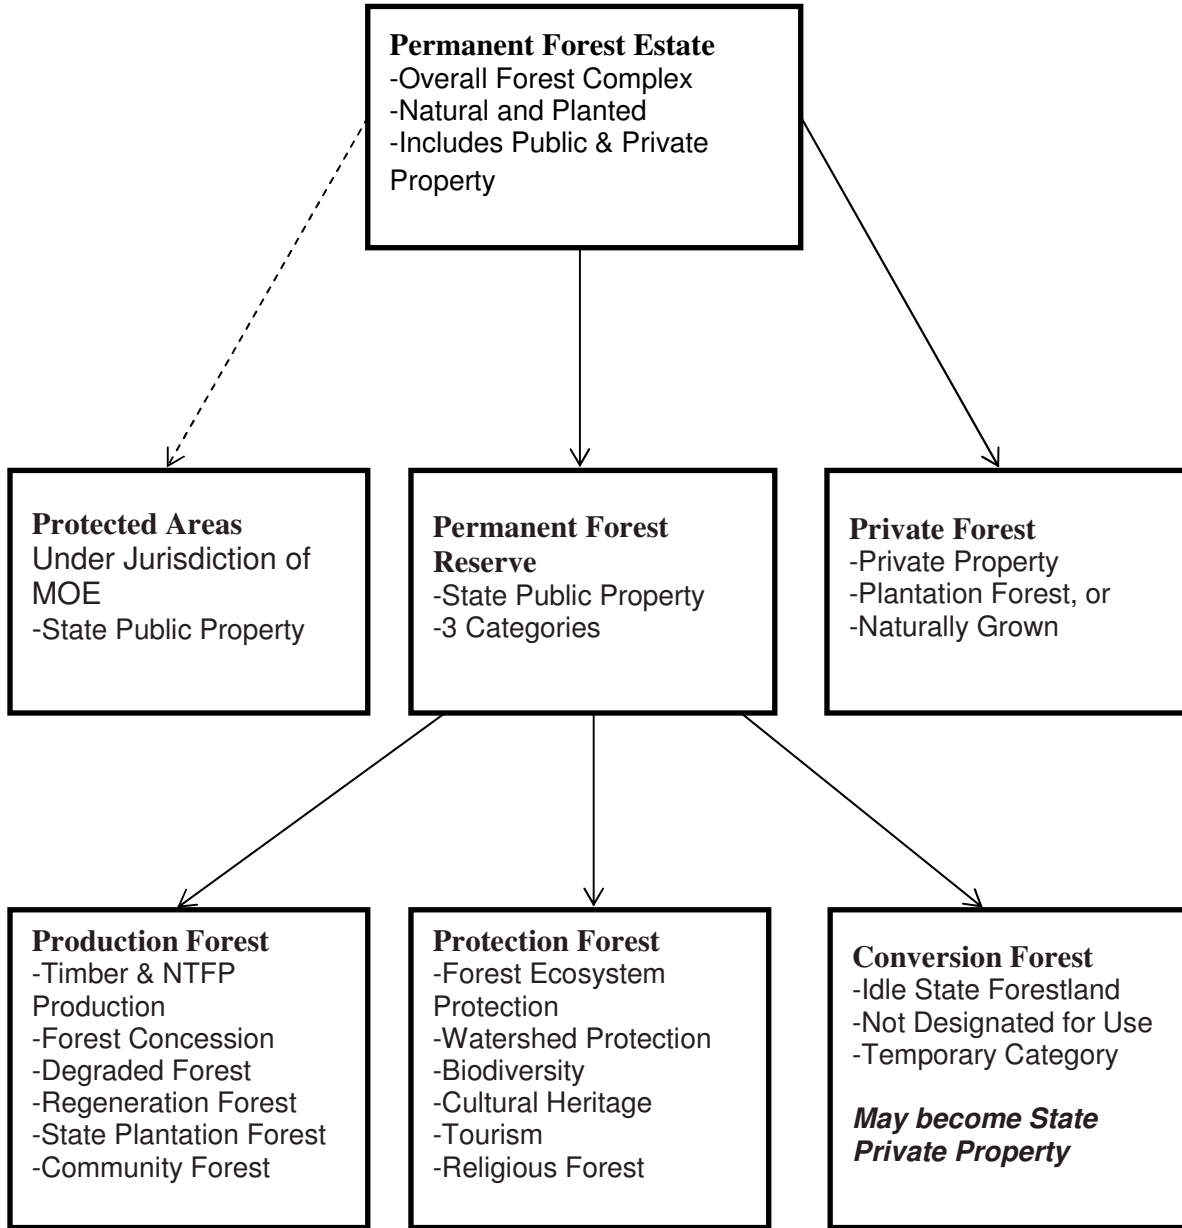 Permanent Forest Estate
-Overall Forest Complex
-Natural and Planted
-Includes Public & Private
Property
Protected Areas
Under Jurisdiction of
MOE
-State Public Property
Permanent Forest
Reserve
-State Public Property
-3 Categories
Private Forest
-Private Property
-Plantation Forest, or
-Naturally Grown
Production Forest
-Timber & NTFP
Production
-Forest Concession
-Degraded Forest
-Regeneration Forest
-State Plantation Forest
-Community Forest
Protection Forest
-Forest Ecosystem
Protection
-Watershed Protection
-Biodiversity
-Cultural Heritage
-Tourism
-Religious Forest
Conversion Forest
-Idle State Forestland
-Not Designated for Use
-Temporary Category
May become State
Private Property